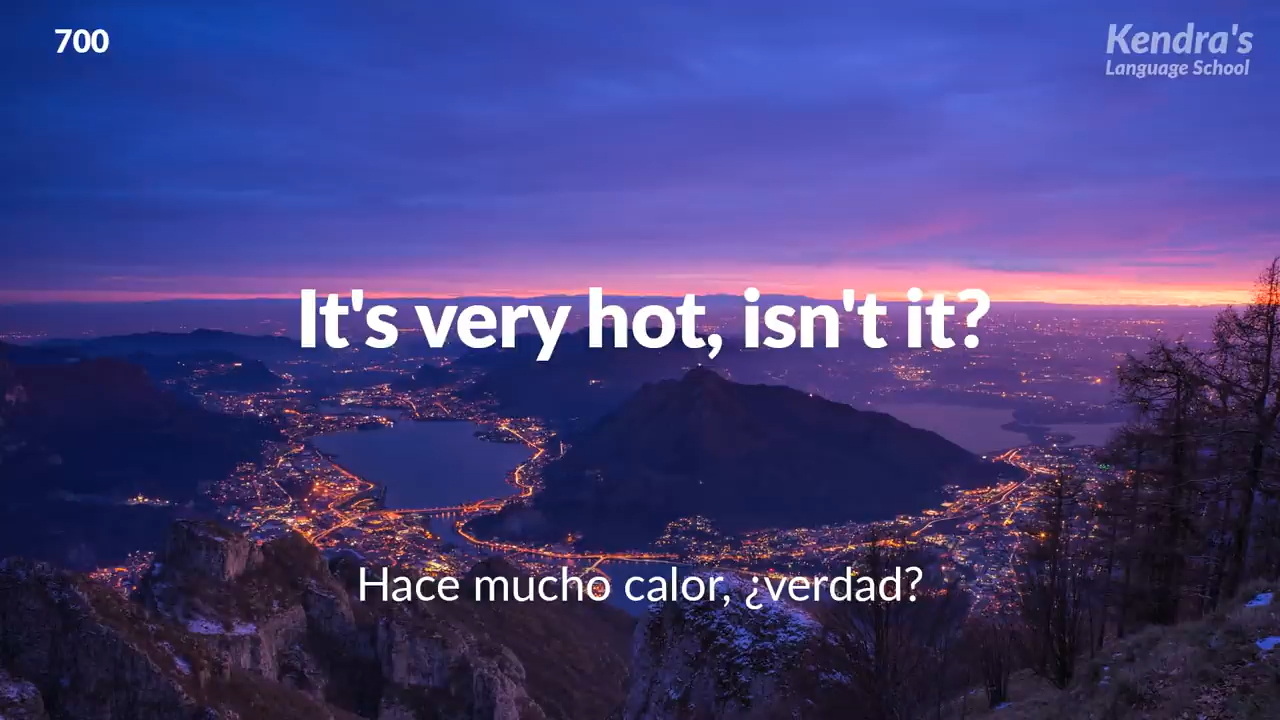 700
Kendra's
Language School
It's very hot, isn't it?
Hace mucho calor, ¿verdad?